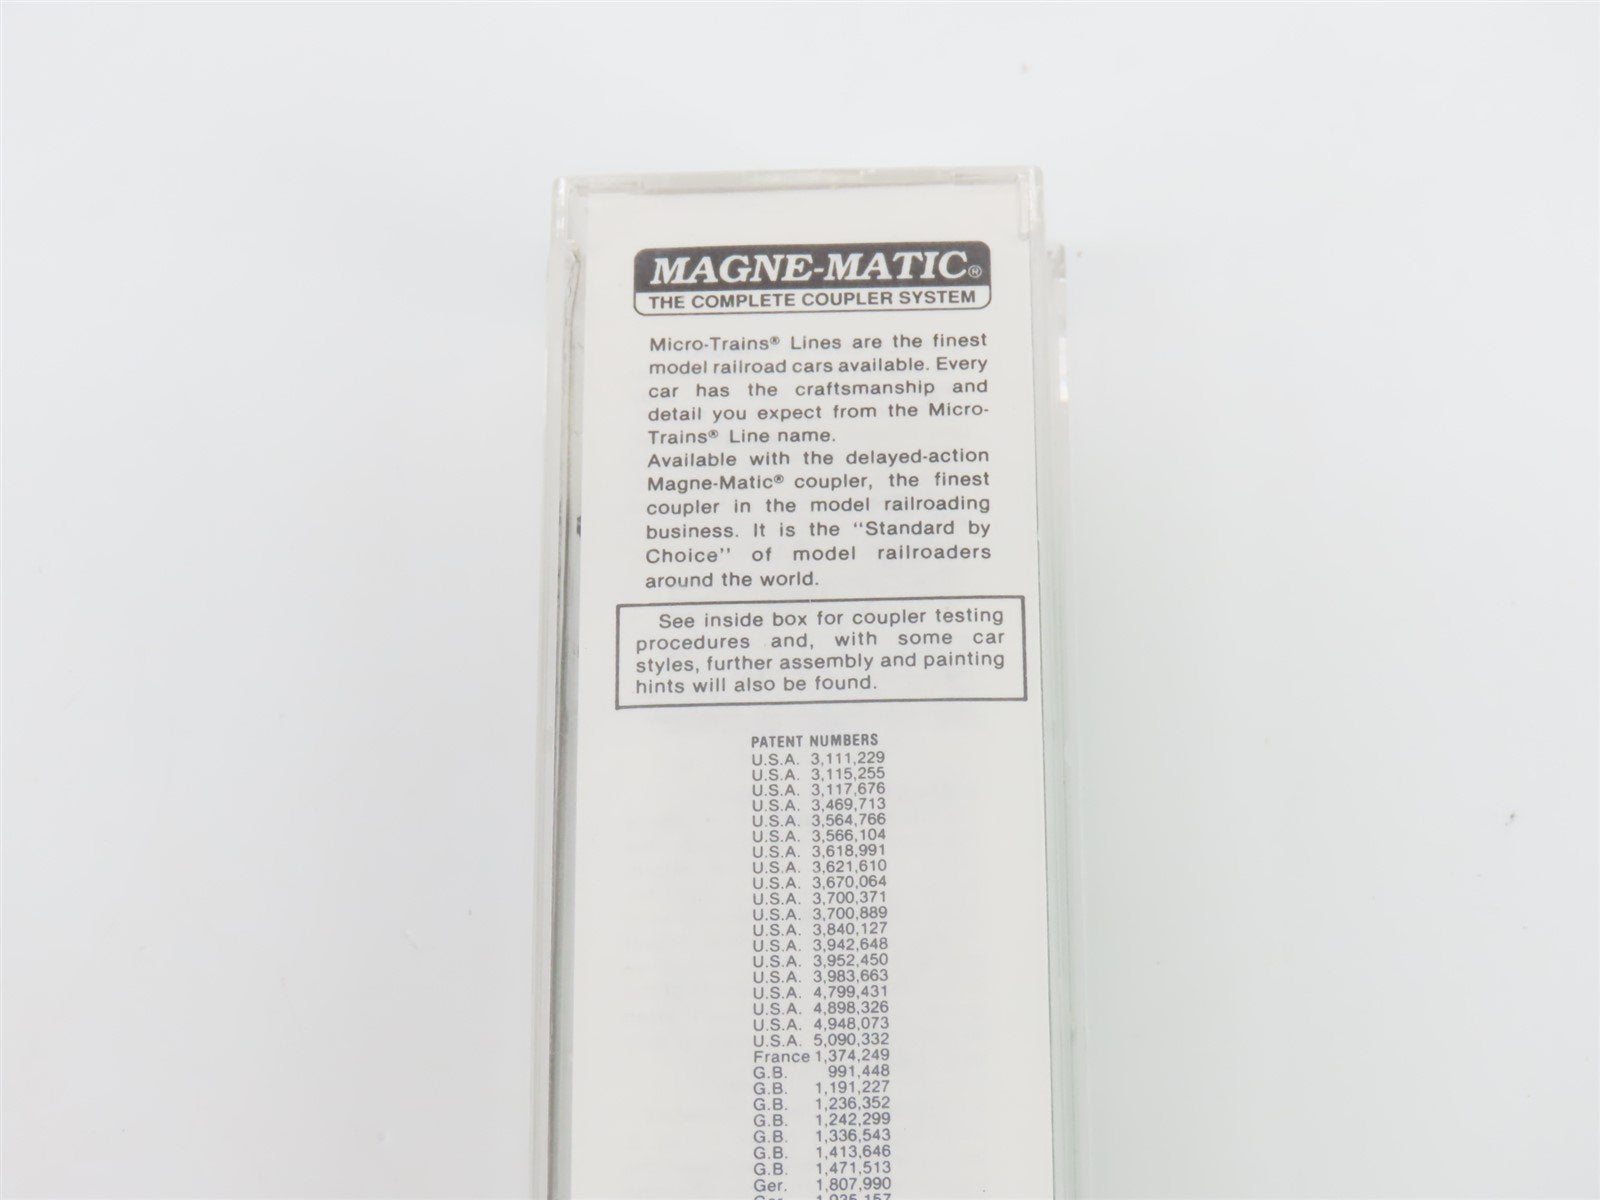 MAGNE-MATIC®
THE COMPLETE COUPLER SYSTEM
Micro-Trains® Lines are the finest
model railroad cars available. Every
car has the craftsmanship and
detail you expect from the Micro-
Trains® Line name.
Available with the delayed-action
Magne-Matic® coupler, the finest
coupler in the model railroading
business. It is the "Standard by
Choice" of model railroaders
around the world.
See inside box for coupler testing
procedures and, with some car
styles, further assembly and painting
hints will also be found.
PATENT NUMBERS
U.S.A. 3,111,229
U.S.A. 3,115,255
U.S.A. 3,117,676
U.S.A. 3,469,713
U.S.A. 3,564,766
U.S.A. 3,566,104
U.S.A. 3,618,991
U.S.A. 3,621,610
U.S.A. 3,670,064
U.S.A. 3,700,371
U.S.A. 3,700,889
U.S.A. 3,840,127
U.S.A. 3,942,648
U.S.A. 3,952,450
U.S.A. 3,983,663
U.S.A. 4,799,431
U.S.A. 4,898,326
U.S.A. 4,948,073
U.S.A. 5,090,332
France 1,374,249
G.B. 991,448
G.B. 1,191,227
G.B. 1,236,352
G.B. 1,242,299
G.B. 1,336,543
G.B. 1,413,646
G.B. 1,471,513
Ger. 1,807,990